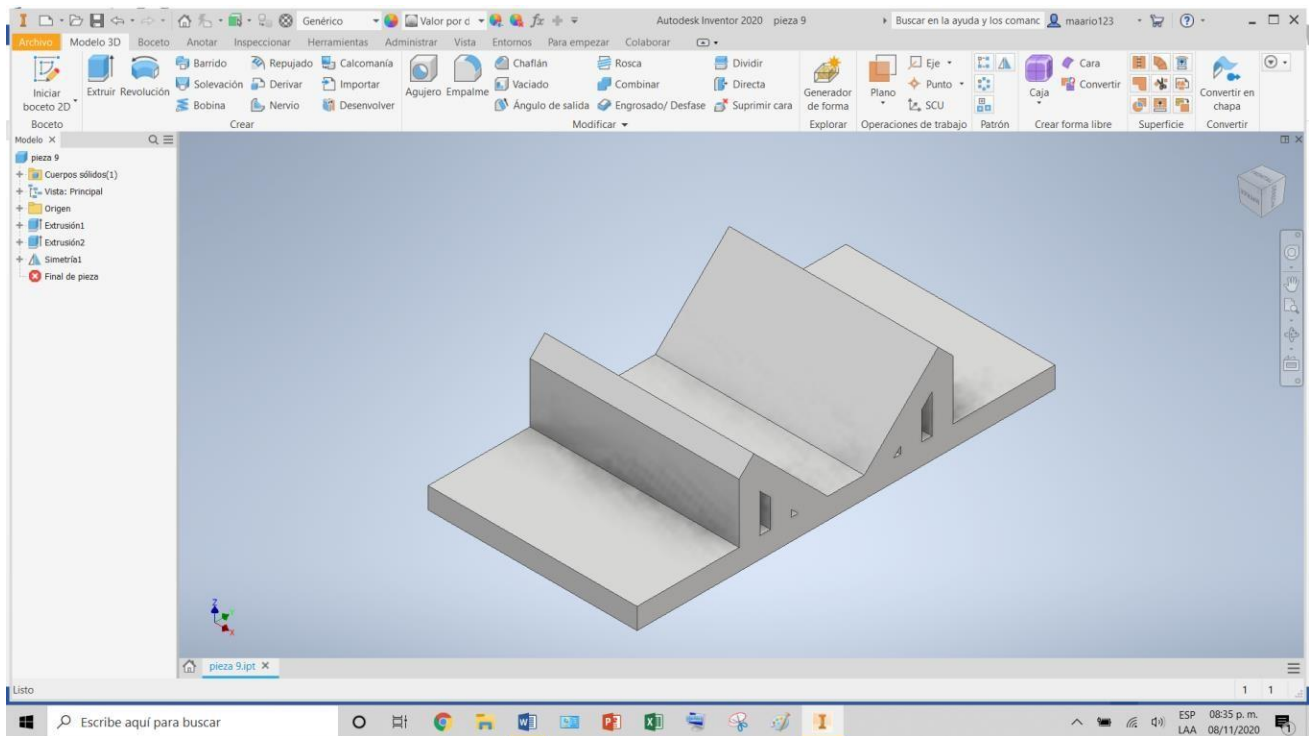 Genérico Valor por d fx Autodesk Inventor 2020 pieza 9 Buscar en la ayuda y los comanc maario123
Archivo Modelo 3D Boceto Anotar Inspeccionar Herramientas Administrar Vista Entornos Para empezar Colaborar
Barrido Repujado Calcomanía Chaflán Rosca Dividir Eje Cara
Extruir Revolución Solevación Derivar Importar Agujero Empalme Vaciado Combinar Directa Punto Convertir
Iniciar boceto 2D Bobina Nervio Desenvolver Ángulo de salida Engrosado/ Desfase Suprimir cara Generador de forma Plano SCU Caja Convertir en chapa
Boceto Crear Modificar Explorar Operaciones de trabajo Patrón Crear forma libre Superficie Convertir
Modelo
pieza 9
Cuerpos sólidos(1)
Vista: Principal
Origen
Extrusión1
Extrusión2
Simetría1
Final de pieza
Z
Y
X
pieza 9.ipt
Listo 1 1
Escribe aquí para buscar ESP 08:35 p. m.
LAA 08/11/2020